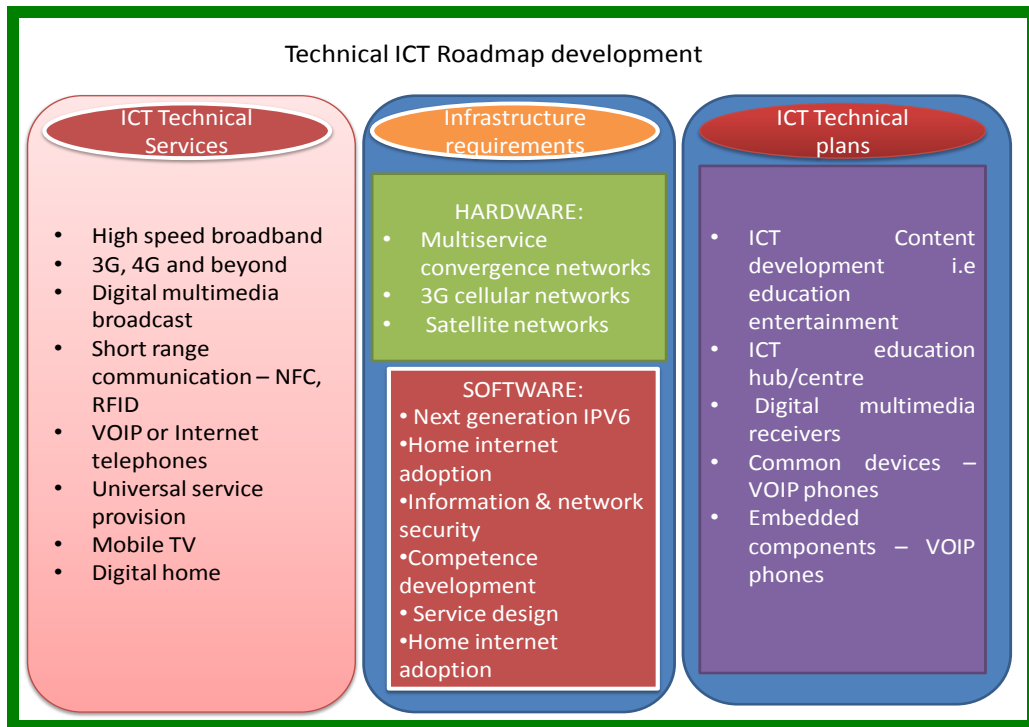 Technical ICT Roadmap development
ICT Technical
Services
• High speed broadband
• 3G, 4G and beyond
• Digital multimedia
broadcast
• Short range
communication – NFC,
RFID
• VOIP or Internet
telephones
• Universal service
provision
• Mobile TV
• Digital home
Infrastructure
requirements
HARDWARE:
• Multiservice
convergence networks
• 3G cellular networks
• Satellite networks
SOFTWARE:
• Next generation IPV6
•Home internet
adoption
•Information & network
security
•Competence
development
• Service design
•Home internet
adoption
ICT Technical
plans
• ICT Content
development i.e
education
entertainment
• ICT education
hub/centre
• Digital multimedia
receivers
• Common devices –
VOIP phones
• Embedded
components – VOIP
phones